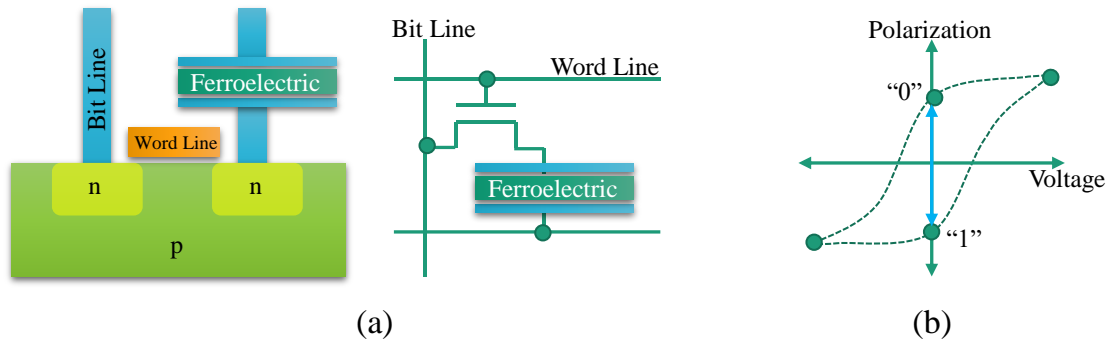 Bit Line
Ferroelectric
Word Line
n
n
p
Bit Line
Word Line
Ferroelectric
(a)
Polarization
“0”
Voltage
“1”
(b)